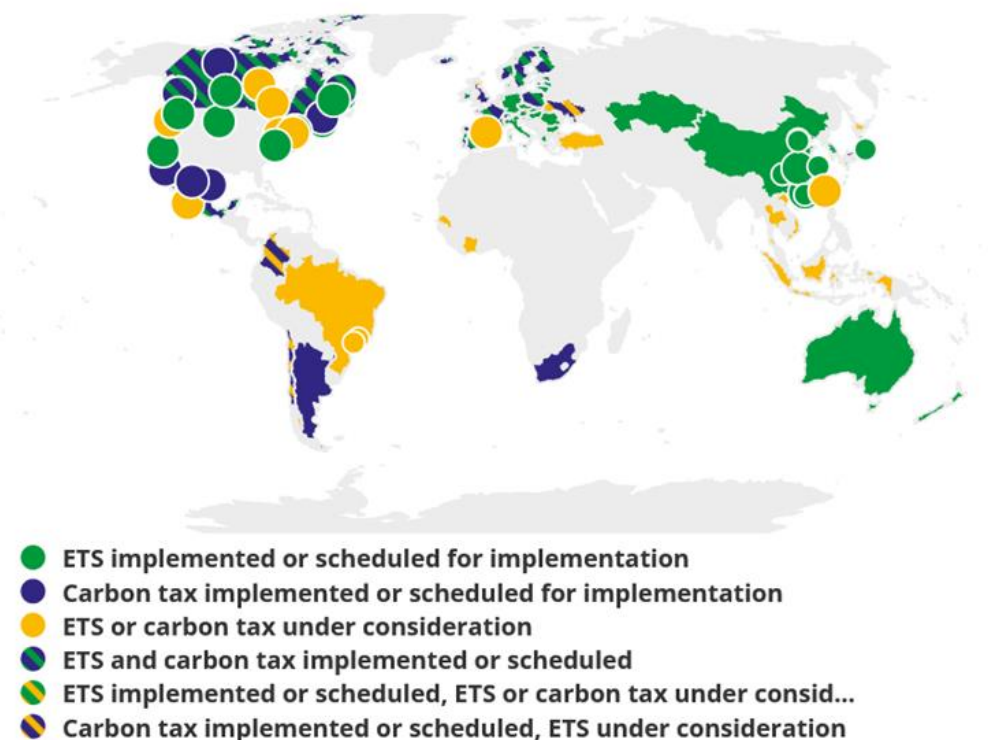 ETS implemented or scheduled for implementation
Carbon tax implemented or scheduled for implementation
ETS or carbon tax under consideration
ETS and carbon tax implemented or scheduled
ETS implemented or scheduled, ETS or carbon tax under consid...
Carbon tax implemented or scheduled, ETS under consideration